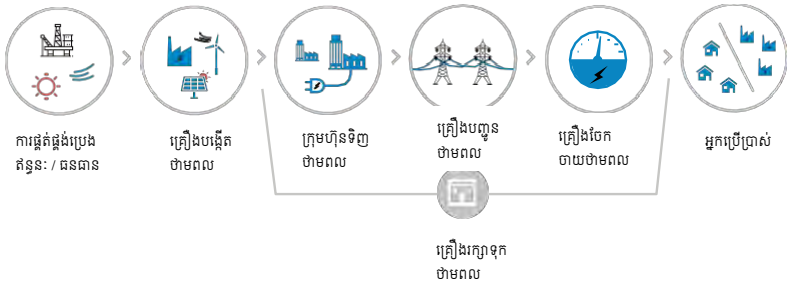 ការផ្គត់ផ្គង់ប្រេង
ឥន្ធនៈ / ធនធាន
គ្រឿងបង្កើត
ថាមពល
ក្រុមហ៊ុនទិញ
ថាមពល
គ្រឿងបញ្ជូន
ថាមពល
គ្រឿងចែក
ចាយថាមពល
អ្នកប្រើប្រាស់
គ្រឿងរក្សាទុក
ថាមពល